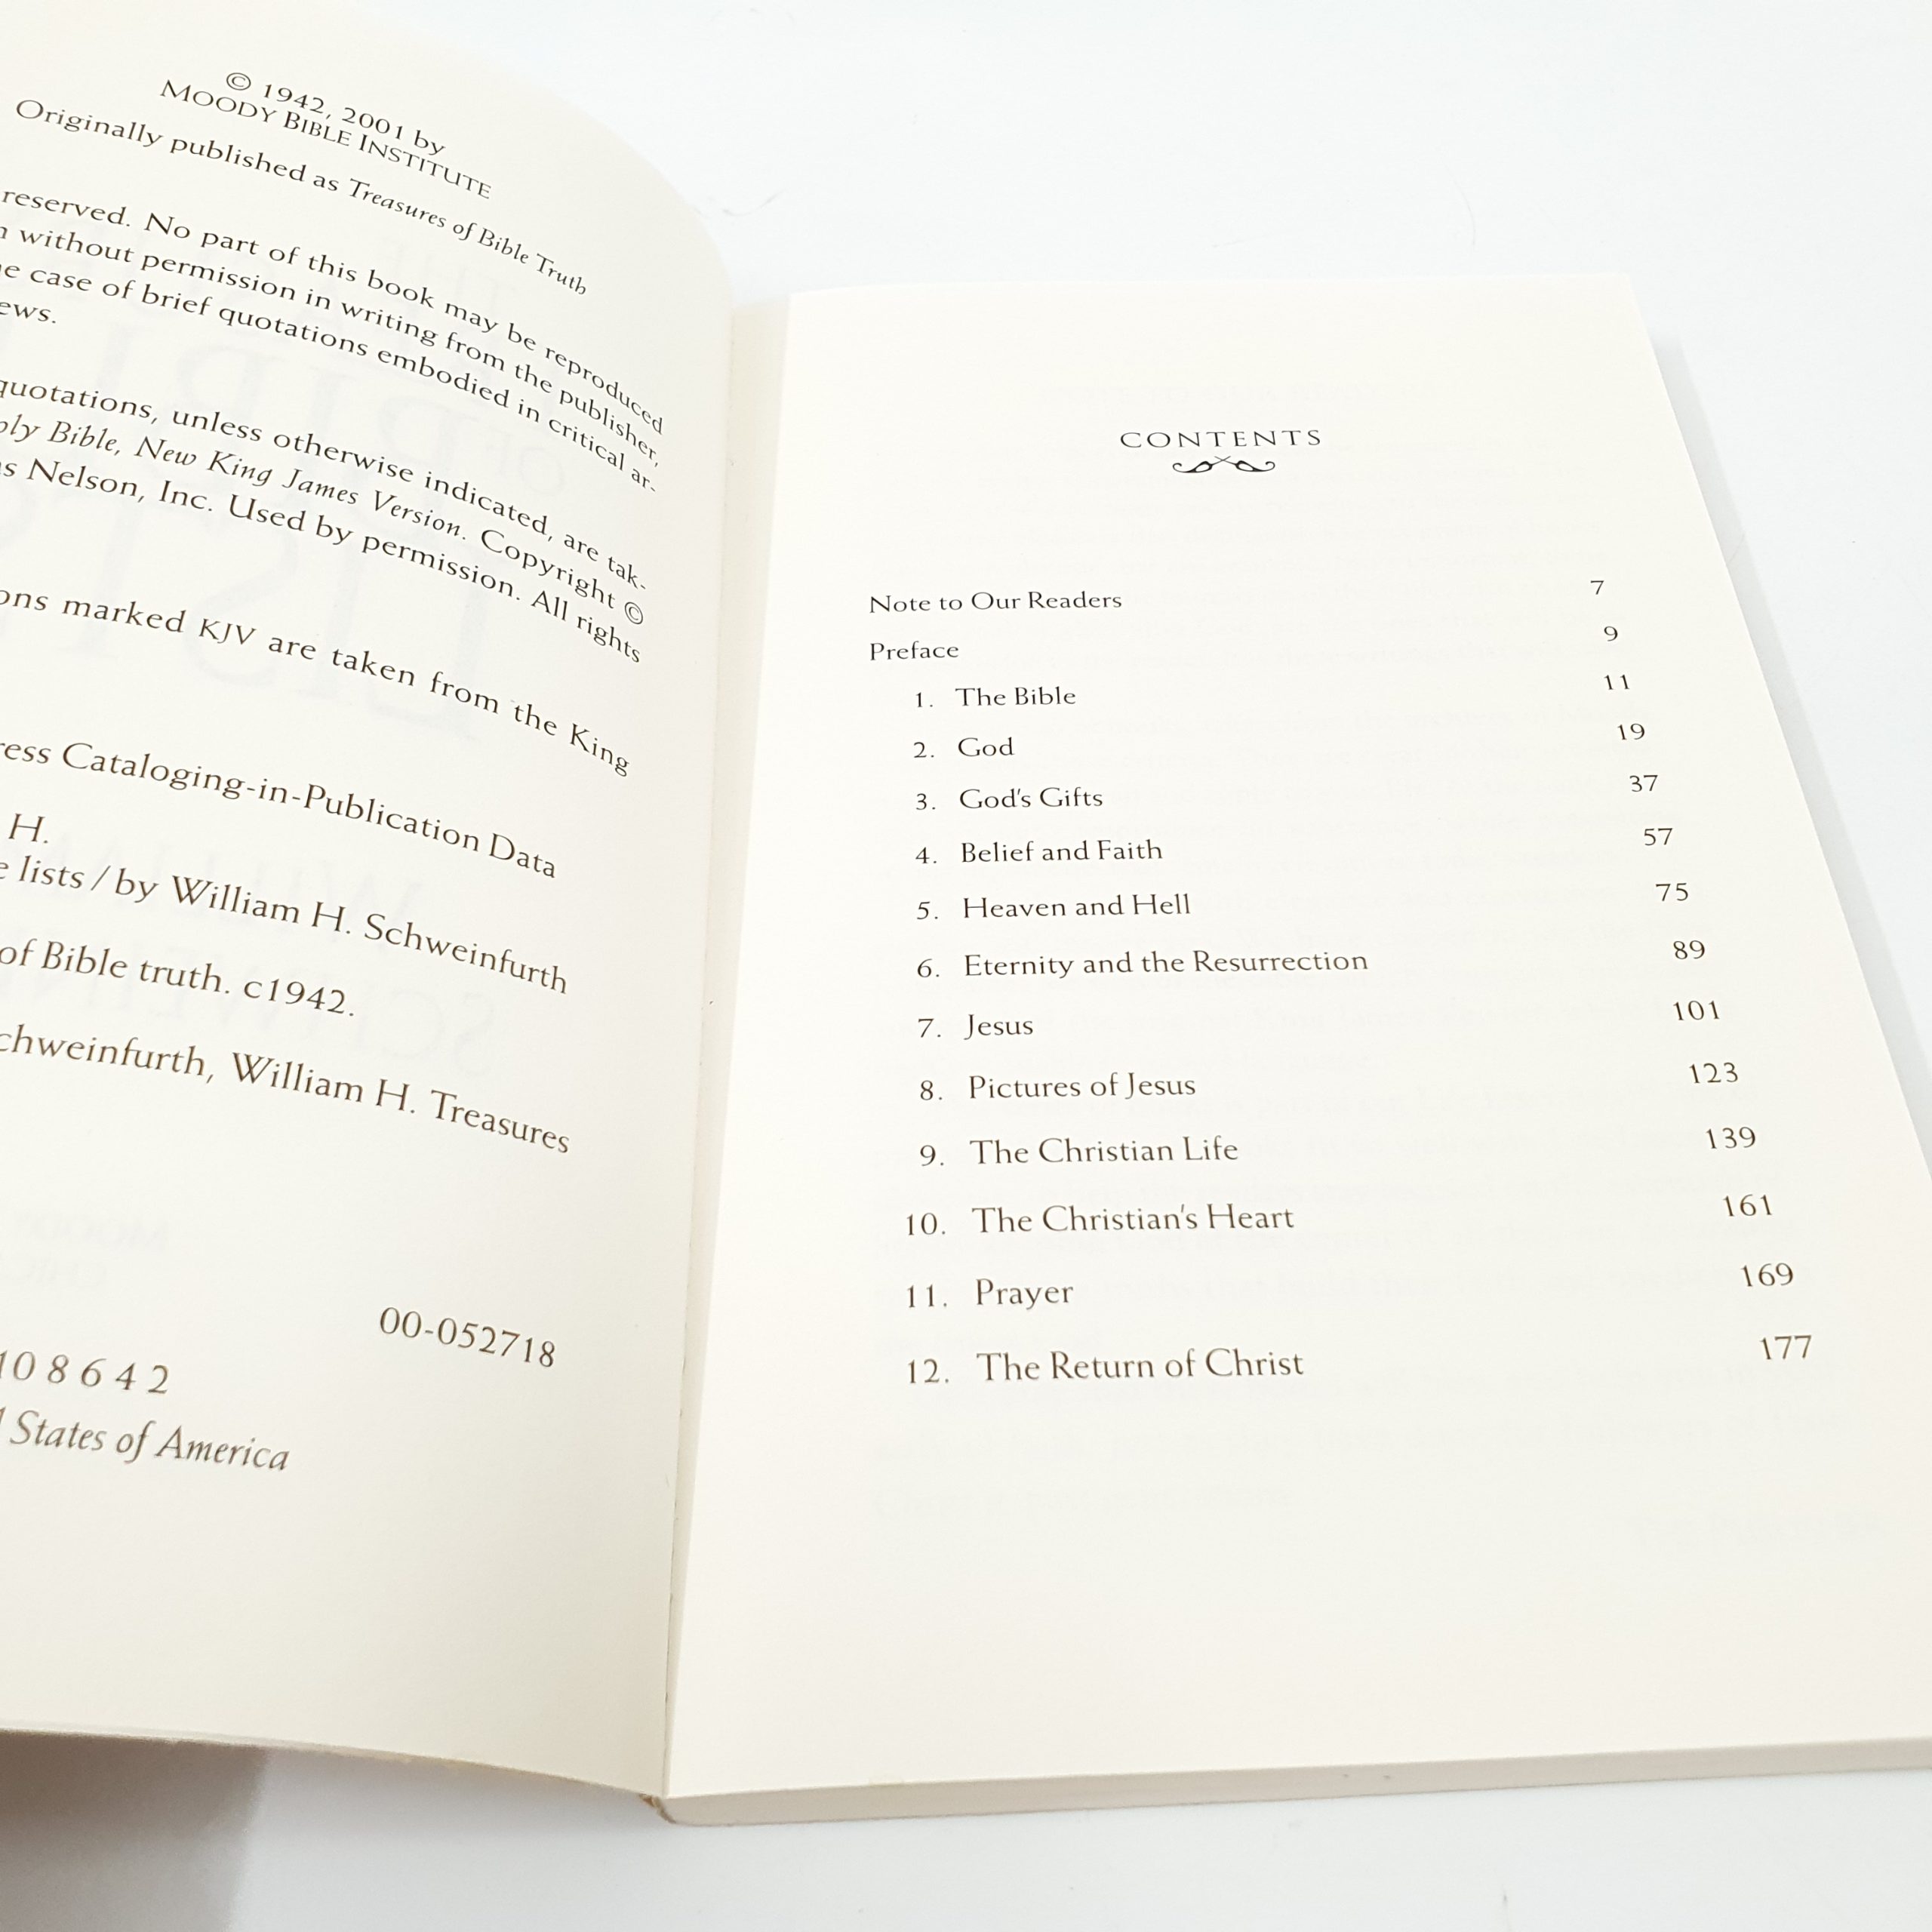 © 1942, 2001 by
MOODY BIBLE INSTITUTE
Originally published as Treasures of Bible Truth
reserved. No part of this book may be reproduced
without permission in writing from the publisher,
case of brief quotations embodied in critical ar-
quotations, unless otherwise indicated, are tak-
Bible, New King James Version. Copyright ©
Nelson, Inc. Used by permission. All rights
marked KJV are taken from the King
Cataloging-in-Publication Data
H.
lists / by William H. Schweinfurth
of Bible truth. c1942.
chweinfurth, William H. Treasures
00-052718
10 8 6 4 2
States of America
CONTENTS
Note to Our Readers 7
Preface 9
1. The Bible 11
2. God 19
3. God's Gifts 37
4. Belief and Faith 57
5. Heaven and Hell 75
6. Eternity and the Resurrection 89
7. Jesus 101
8. Pictures of Jesus 123
9. The Christian Life 139
10. The Christian's Heart 161
11. Prayer 169
12. The Return of Christ 177